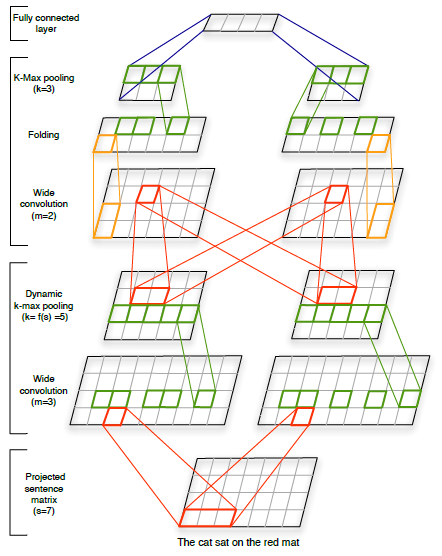 Fully connected
layer
K-Max pooling
(k=3)
Folding
Wide
convolution
(m=2)
Dynamic
k-max pooling
(k= f(s) =5)
Wide
convolution
(m=3)
Projected
sentence
matrix
(s=7)
The cat sat on the red mat